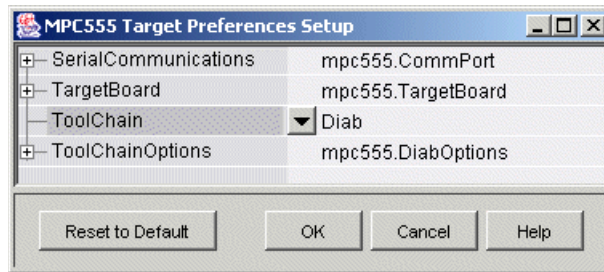 MPC555 Target Preferences Setup
SerialCommunications mpc555.CommPort
TargetBoard mpc555.TargetBoard
ToolChain Diab
ToolChainOptions mpc555.DiabOptions
Reset to Default OK Cancel Help